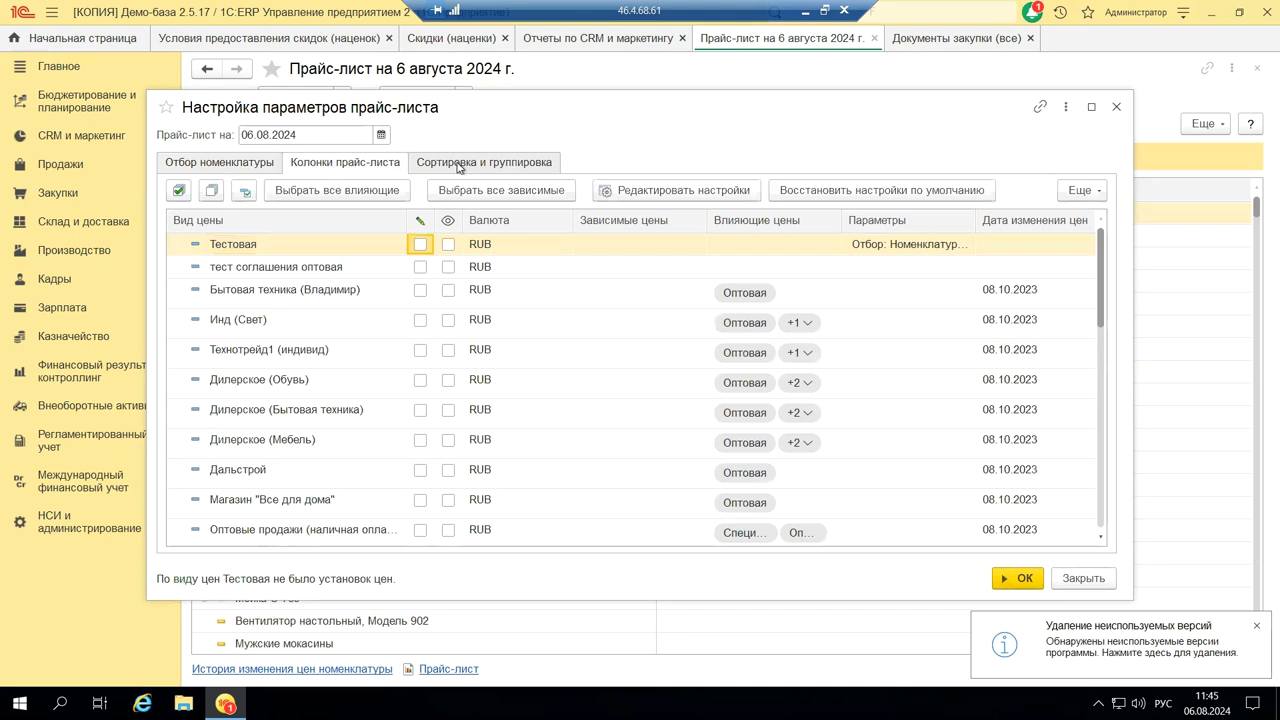 [КОПИЯ] Демо-база 2.5.17 / 1С:ERP Управление предприятием 2
46.4.68.61
1
Администратор
Начальная страница
Условия предоставления скидок (наценок)
Скидки (наценки)
Отчеты по CRM и маркетингу
Прайс-лист на 6 августа 2024 г.
Документы закупки (все)
Главное
Бюджетирование и
планирование
CRM и маркетинг
Продажи
Закупки
Склад и доставка
Производство
Кадры
Зарплата
Казначейство
Финансовый результ
контроллинг
Внеоборотные актив
Регламентированный
учет
Международный
финансовый учет
НСИ и
администрирование
Прайс-лист на 6 августа 2024 г.
Еще
?
Настройка параметров прайс-листа
Прайс-лист на: 06.08.2024
Отбор номенклатуры
Колонки прайс-листа
Сортировка и группировка
Выбрать все влияющие
Выбрать все зависимые
Редактировать настройки
Восстановить настройки по умолчанию
Еще
Вид цены Валюта Зависимые цены Влияющие цены Параметры Дата изменения цен
Тестовая RUB Отбор: Номенклатур...
тест соглашения оптовая RUB
Бытовая техника (Владимир) RUB Оптовая 08.10.2023
Инд (Свет) RUB Оптовая +1 08.10.2023
Технотрейд1 (индивид) RUB Оптовая +1 08.10.2023
Дилерское (Обувь) RUB Оптовая +2 08.10.2023
Дилерское (Бытовая техника) RUB Оптовая +2 08.10.2023
Дилерское (Мебель) RUB Оптовая +2 08.10.2023
Дальстрой RUB Оптовая 08.10.2023
Магазин "Все для дома" RUB Оптовая 08.10.2023
Оптовые продажи (наличная опла... RUB Специ... Оп... 08.10.2023
По виду цен Тестовая не было установок цен.
ОК
Закрыть
Вентилятор настольный, Модель 902
Мужские мокасины
История изменения цен номенклатуры
Прайс-лист
Удаление неиспользуемых версий
Обнаружены неиспользуемые версии
программы. Нажмите здесь для удаления.
РУС
11:45
06.08.2024